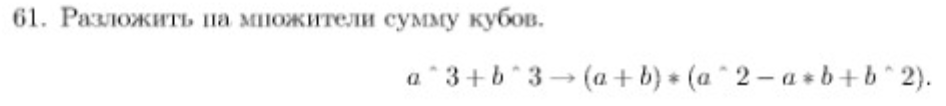 61. Разложить на множители сумму кубов.
a ^ 3 + b ^ 3 → (a + b) * (a ^ 2 − a * b + b ^ 2).